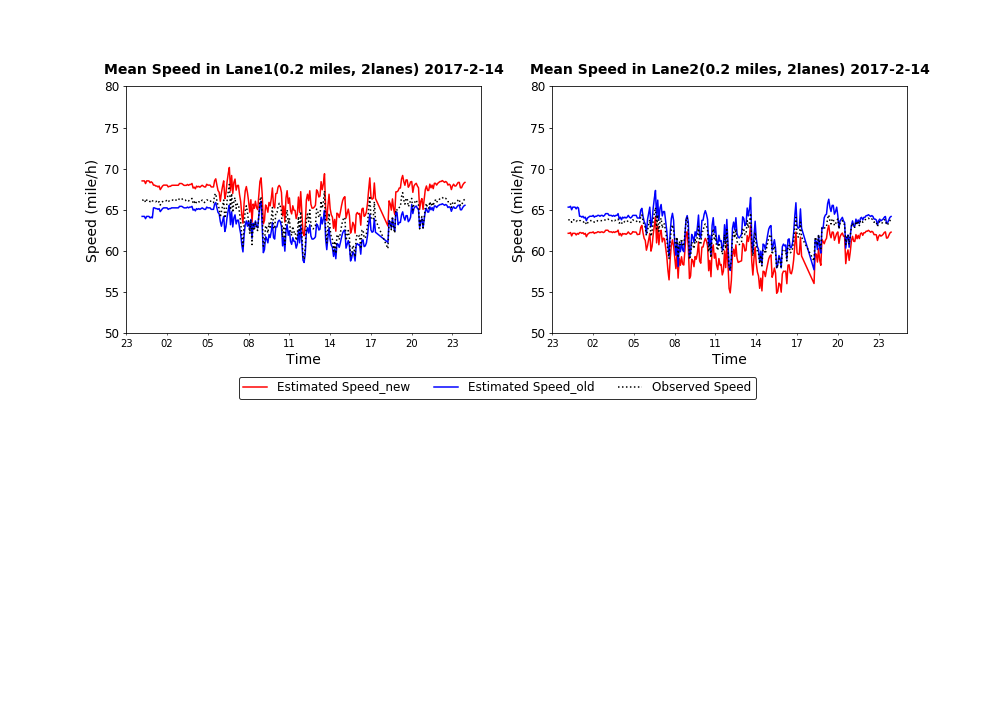 Mean Speed in Lane1(0.2 miles, 2lanes) 2017-2-14
80
75
70
65
60
55
50
Speed (mile/h)
23 02 05 08 11 14 17 20 23
Time
Mean Speed in Lane2(0.2 miles, 2lanes) 2017-2-14
80
75
70
65
60
55
50
Speed (mile/h)
23 02 05 08 11 14 17 20 23
Time
Estimated Speed_new Estimated Speed_old Observed Speed